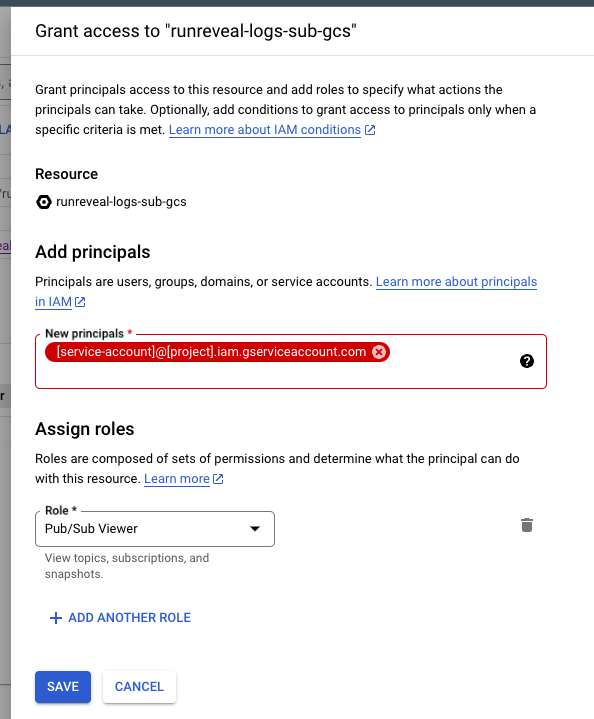 Grant access to "runreveal-logs-sub-gcs"
Grant principals access to this resource and add roles to specify what actions the
principals can take. Optionally, add conditions to grant access to principals only when a
specific criteria is met. Learn more about IAM conditions
Resource
runreveal-logs-sub-gcs
Add principals
Principals are users, groups, domains, or service accounts. Learn more about principals
in IAM
New principals *
[service-account]@[project].iam.gserviceaccount.com
Assign roles
Roles are composed of sets of permissions and determine what the principal can do
with this resource. Learn more
Role *
Pub/Sub Viewer
View topics, subscriptions, and
snapshots.
ADD ANOTHER ROLE
SAVE CANCEL